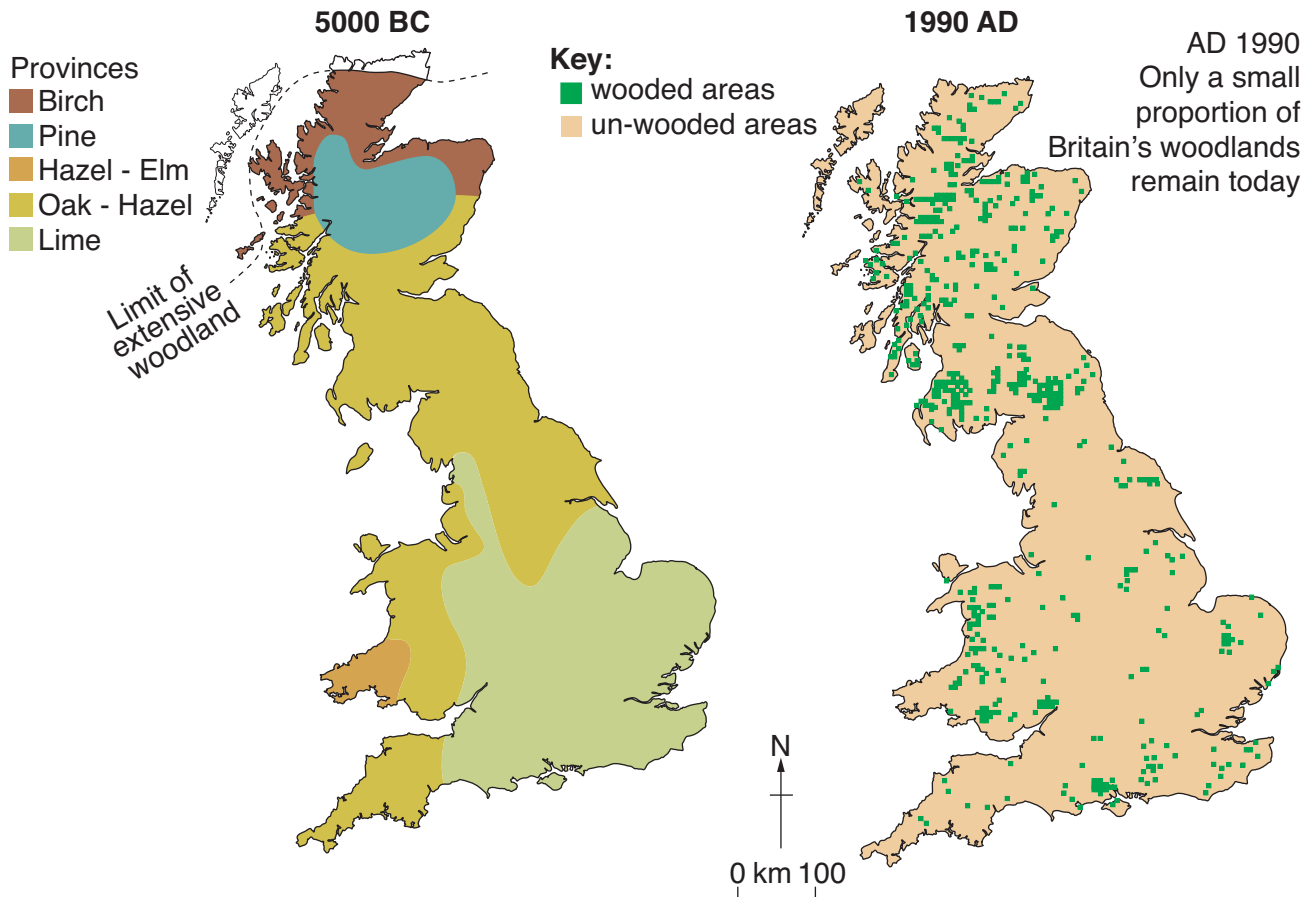 5000 BC
Provinces
Birch
Pine
Hazel - Elm
Oak - Hazel
Lime
Limit of
extensive
woodland
1990 AD
Key:
wooded areas
un-wooded areas
AD 1990
Only a small
proportion of
Britain’s woodlands
remain today
N
0 km 100